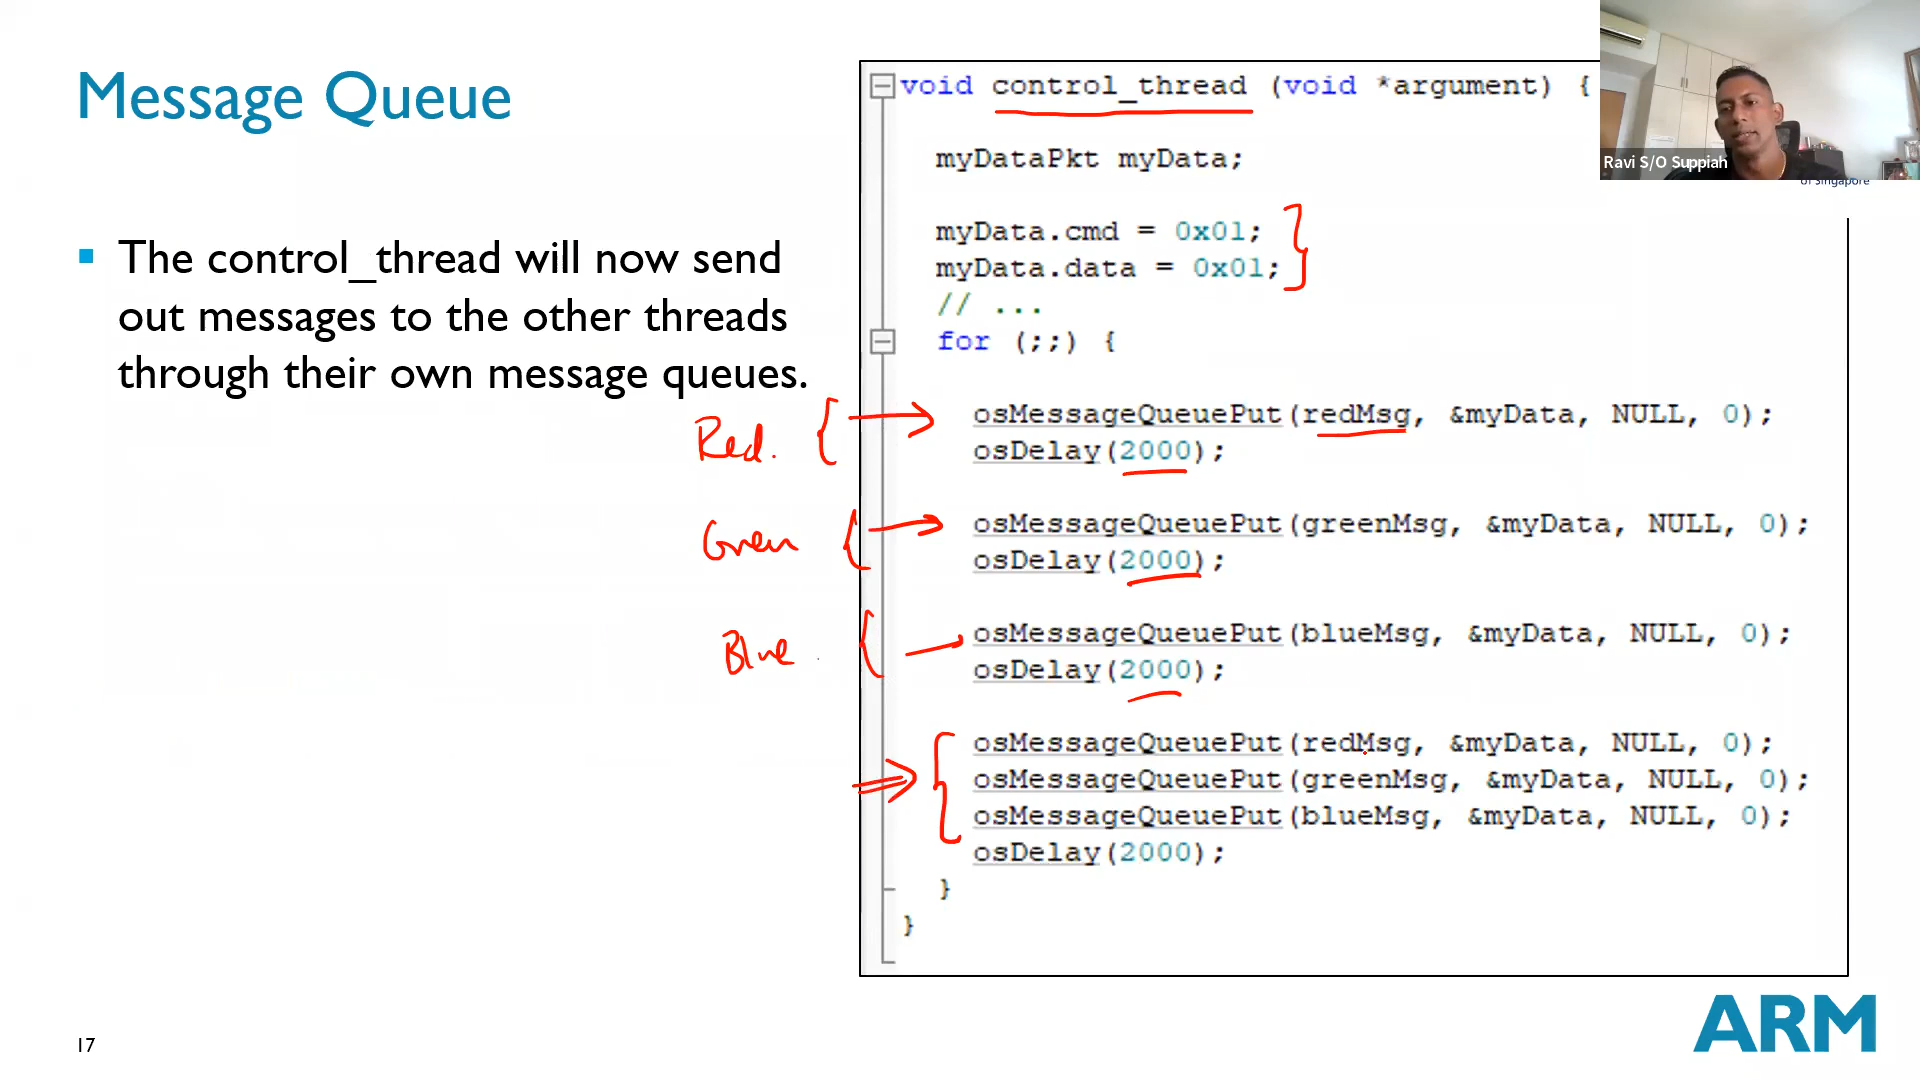 Message Queue
▪ The control_thread will now send
out messages to the other threads
through their own message queues.
void control_thread (void *argument) {
myDataPkt myData;
myData.cmd = 0x01;
myData.data = 0x01;
// ...
for (;;) {
osMessageQueuePut(redMsg, &myData, NULL, 0);
osDelay(2000);
osMessageQueuePut(greenMsg, &myData, NULL, 0);
osDelay(2000);
osMessageQueuePut(blueMsg, &myData, NULL, 0);
osDelay(2000);
osMessageQueuePut(redMsg, &myData, NULL, 0);
osMessageQueuePut(greenMsg, &myData, NULL, 0);
osMessageQueuePut(blueMsg, &myData, NULL, 0);
osDelay(2000);
}
}
Red.
Green
Blue
Ravi S/O Suppiah
of Singapore
17
ARM